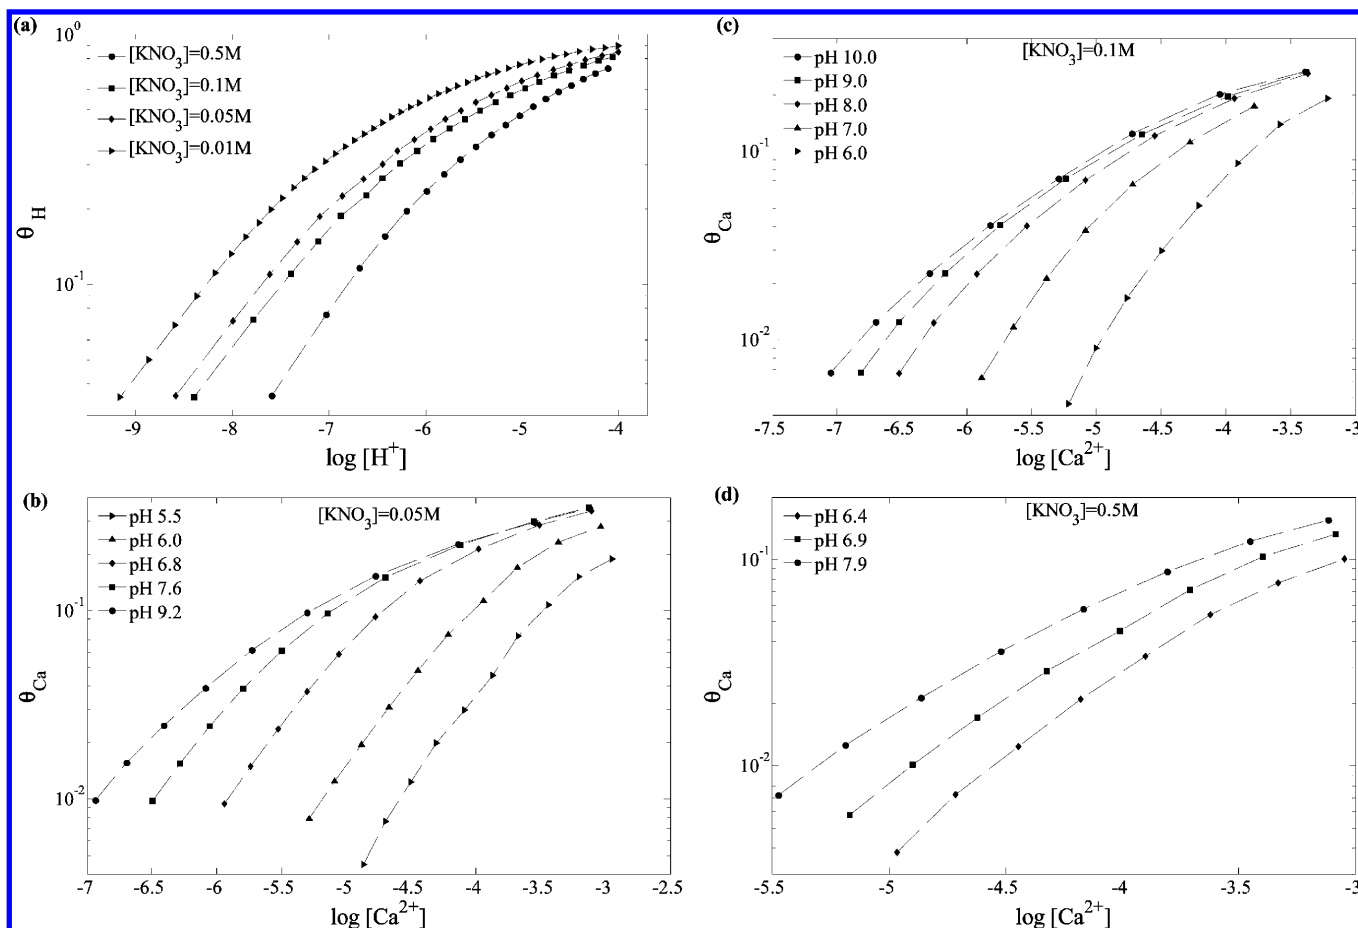 (a)
10^0
[KNO3]=0.5M
[KNO3]=0.1M
[KNO3]=0.05M
[KNO3]=0.01M
θH
10^-1
-9 -8 -7 -6 -5 -4
log [H+]
(c)
[KNO3]=0.1M
pH 10.0
pH 9.0
pH 8.0
pH 7.0
pH 6.0
10^-1
θCa
10^-2
-7.5 -7 -6.5 -6 -5.5 -5 -4.5 -4 -3.5 -3
log [Ca2+]
(b)
[KNO3]=0.05M
pH 5.5
pH 6.0
pH 6.8
pH 7.6
pH 9.2
10^-1
θCa
10^-2
-7 -6.5 -6 -5.5 -5 -4.5 -4 -3.5 -3 -2.5
log [Ca2+]
(d)
[KNO3]=0.5M
10^-1
pH 6.4
pH 6.9
pH 7.9
10^-1
θCa
10^-2
-5.5 -5 -4.5 -4 -3.5 -3
log [Ca2+]